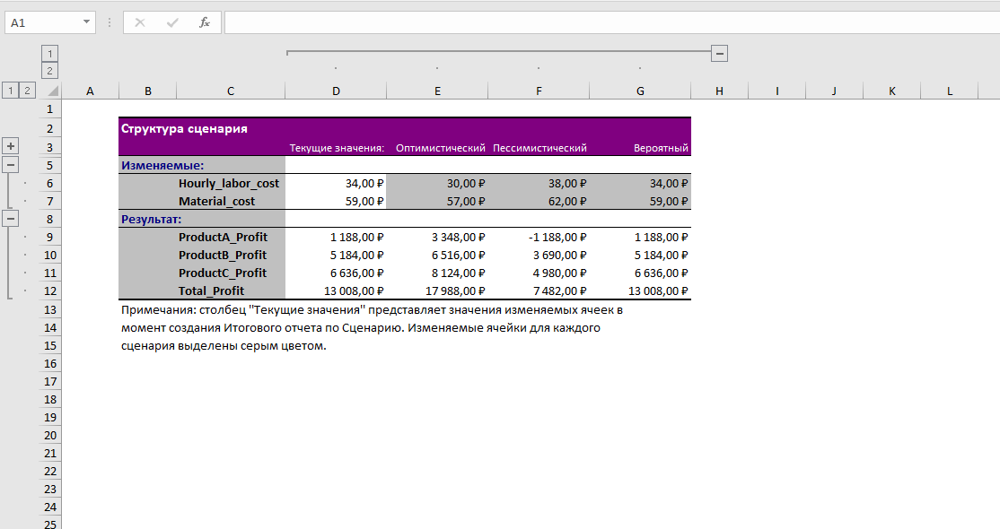 A1 fx
1
2
1 2 A B C D E F G H I J K L
1
2 Структура сценария
3 Текущие значения: Оптимистический Пессимистический Вероятный
5 Изменяемые:
6 Hourly_labor_cost 34,00 ₽ 30,00 ₽ 38,00 ₽ 34,00 ₽
7 Material_cost 59,00 ₽ 57,00 ₽ 62,00 ₽ 59,00 ₽
8 Результат:
9 ProductA_Profit 1 188,00 ₽ 3 348,00 ₽ -1 188,00 ₽ 1 188,00 ₽
10 ProductB_Profit 5 184,00 ₽ 6 516,00 ₽ 3 690,00 ₽ 5 184,00 ₽
11 ProductC_Profit 6 636,00 ₽ 8 124,00 ₽ 4 980,00 ₽ 6 636,00 ₽
12 Total_Profit 13 008,00 ₽ 17 988,00 ₽ 7 482,00 ₽ 13 008,00 ₽
13 Примечания: столбец "Текущие значения" представляет значения изменяемых ячеек в
14 момент создания Итогового отчета по Сценарию. Изменяемые ячейки для каждого
15 сценария выделены серым цветом.
16
17
18
19
20
21
22
23
24
25